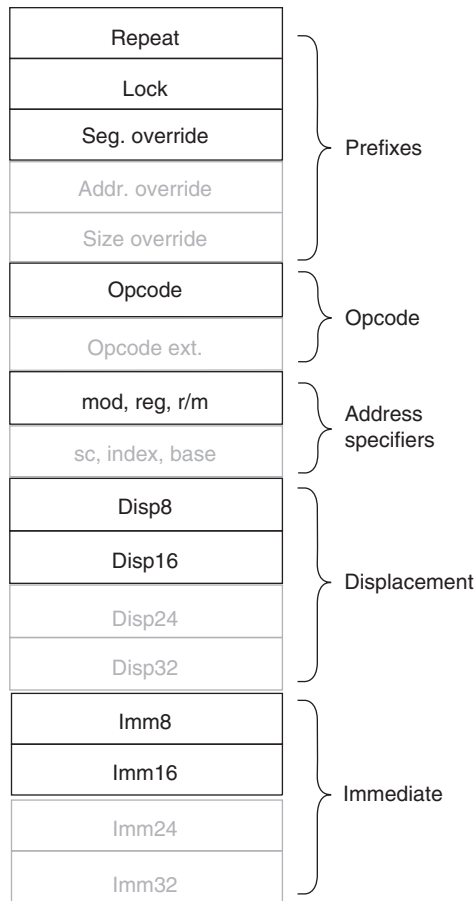 Repeat
Lock
Seg. override
Addr. override
Size override
Prefixes
Opcode
Opcode ext.
Opcode
mod, reg, r/m
sc, index, base
Address
specifiers
Disp8
Disp16
Disp24
Disp32
Displacement
Imm8
Imm16
Imm24
Imm32
Immediate